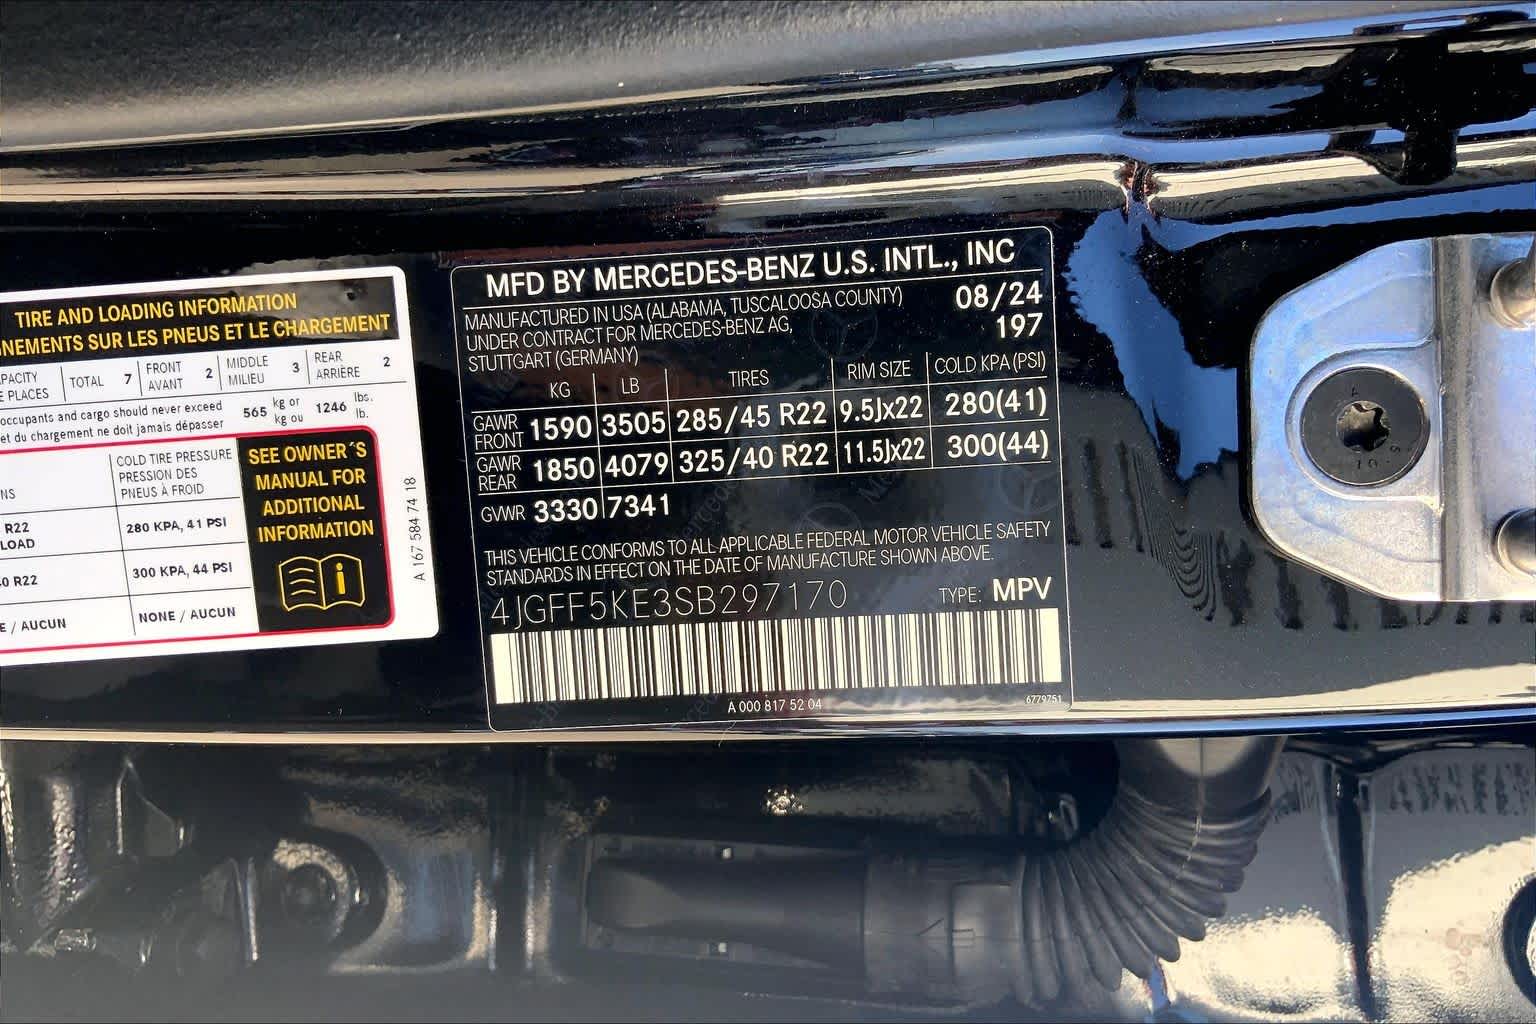 TIRE AND LOADING INFORMATION
NEMENTS SUR LES PNEUS ET LE CHARGEMENT
PACITY TOTAL 7 FRONT 2 MIDDLE 3 REAR 2
E PLACES AVANT MILIEU ARRIÈRE
occupants and cargo should never exceed 565 kg or 1246 lbs.
et du chargement ne doit jamais dépasser kg ou lb.
NS
COLD TIRE PRESSURE
PRESSION DES
PNEUS À FROID
R22
LOAD
280 KPA, 41 PSI
0 R22
300 KPA, 44 PSI
E / AUCUN
NONE / AUCUN
SEE OWNER´S
MANUAL FOR
ADDITIONAL
INFORMATION
A 167 584 74 18
MFD BY MERCEDES-BENZ U.S. INTL., INC
MANUFACTURED IN USA (ALABAMA, TUSCALOOSA COUNTY) 08/24
UNDER CONTRACT FOR MERCEDES-BENZ AG, 197
STUTTGART (GERMANY)
KG LB TIRES RIM SIZE COLD KPA (PSI)
GAWR FRONT 1590 3505 285/45 R22 9.5Jx22 280(41)
GAWR REAR 1850 4079 325/40 R22 11.5Jx22 300(44)
GVWR 3330 7341
THIS VEHICLE CONFORMS TO ALL APPLICABLE FEDERAL MOTOR VEHICLE SAFETY
STANDARDS IN EFFECT ON THE DATE OF MANUFACTURE SHOWN ABOVE.
4JGFF5KE3SB297170 TYPE: MPV
A 000 817 52 04
6779751